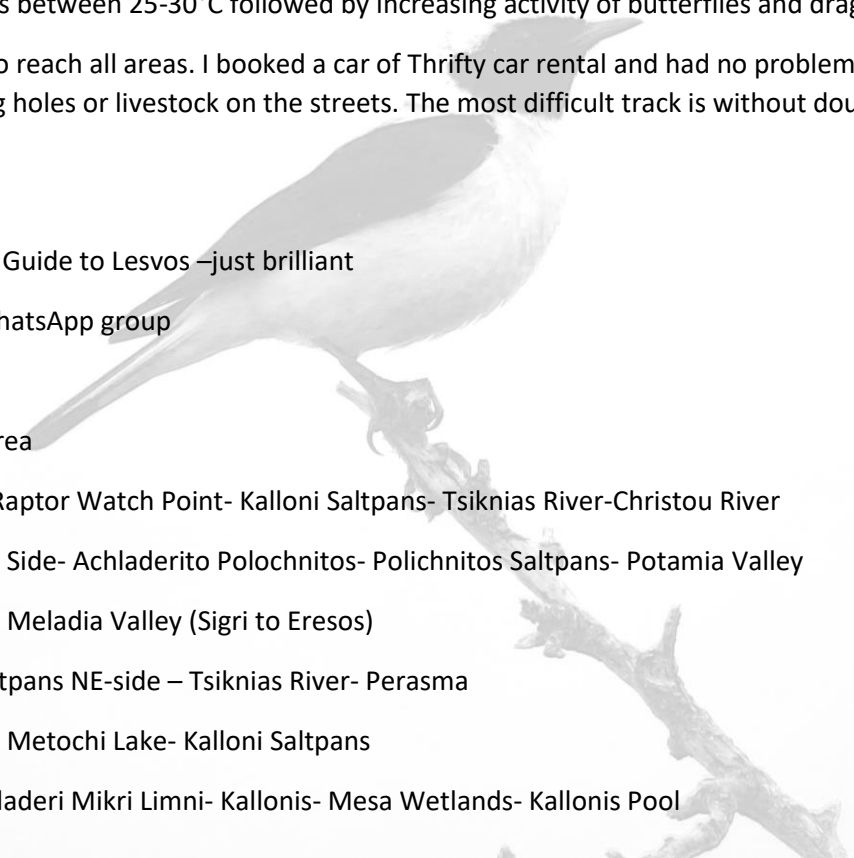 s between 25-30°C followed by increasing activity of butterflies and drag
o reach all areas. I booked a car of Thrifty car rental and had no problem
g holes or livestock on the streets. The most difficult track is without dou
Guide to Lesvos –just brilliant
hatsApp group
rea
Raptor Watch Point- Kalloni Saltpans- Tsiknias River-Christou River
Side- Achladerito Polochnitos- Polichnitos Saltpans- Potamia Valley
Meladia Valley (Sigri to Eresos)
tpans NE-side – Tsiknias River- Perasma
Metochi Lake- Kalloni Saltpans
laderi Mikri Limni- Kallonis- Mesa Wetlands- Kallonis Pool